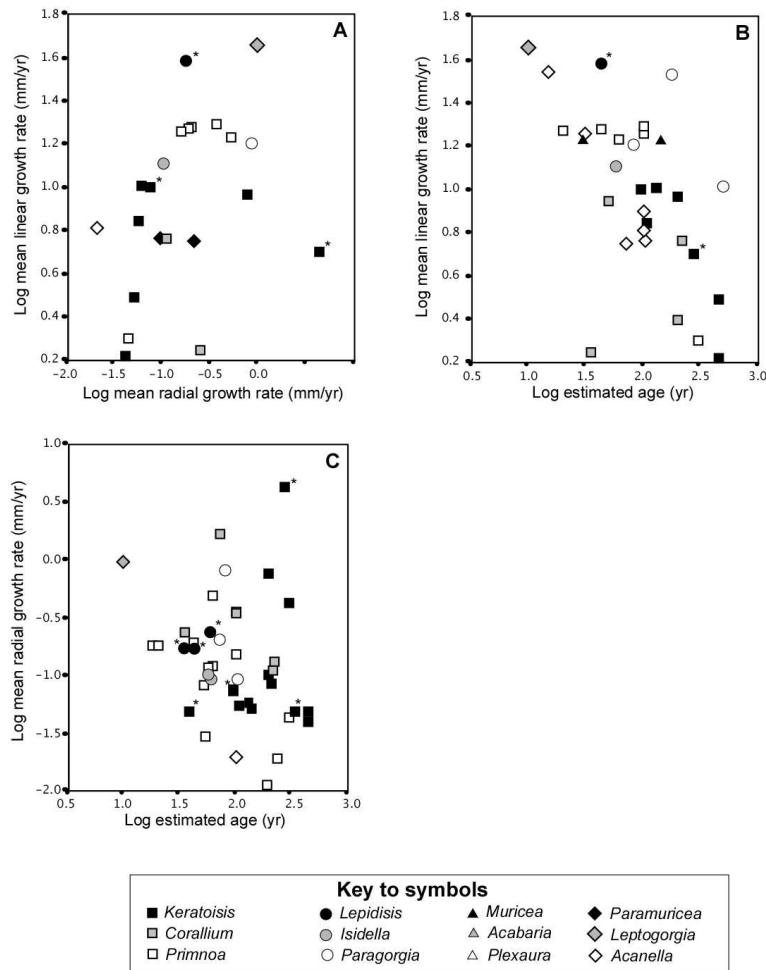 A
Log mean linear growth rate (mm/yr)
1.8
1.6
1.4
1.2
1.0
0.8
0.6
0.4
0.2
* * *
-2.0 -1.5 -1.0 -0.5 0.0
Log mean radial growth rate (mm/yr)
B
Log mean linear growth rate (mm/yr)
1.8
1.6
1.4
1.2
1.0
0.8
0.6
0.4
0.2
* *
0.5 1.0 1.5 2.0 2.5 3.0
Log estimated age (yr)
C
Log mean radial growth rate (mm/yr)
1.0
0.5
0.0
-0.5
-1.0
-1.5
-2.0
* * * * * * *
0.5 1.0 1.5 2.0 2.5 3.0
Log estimated age (yr)
Key to symbols
Keratoisis Lepidisis Muricea Paramuricea
Corallium Isidella Acabaria Leptogorgia
Primnoa Paragorgia Plexaura Acanella